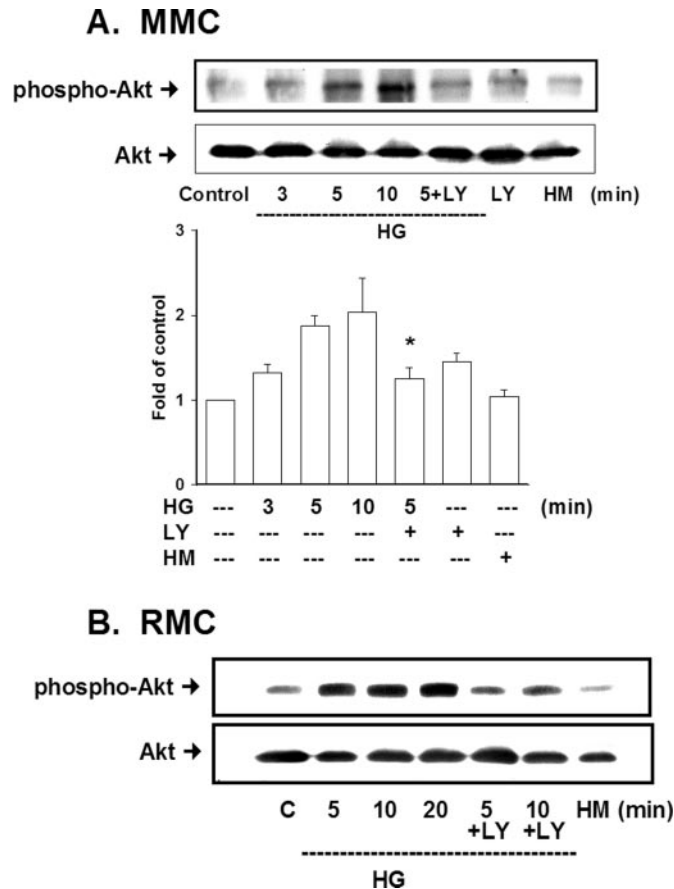 A. MMC
phospho-Akt →
Akt →
Control 3 5 10 5+LY LY HM (min)
HG
3
2
1
0
Fold of control
*
HG --- 3 5 10 5 --- --- (min)
LY --- --- --- --- + + ---
HM --- --- --- --- --- --- +
B. RMC
phospho-Akt →
Akt →
C 5 10 20 5 10 HM (min)
+LY +LY
HG